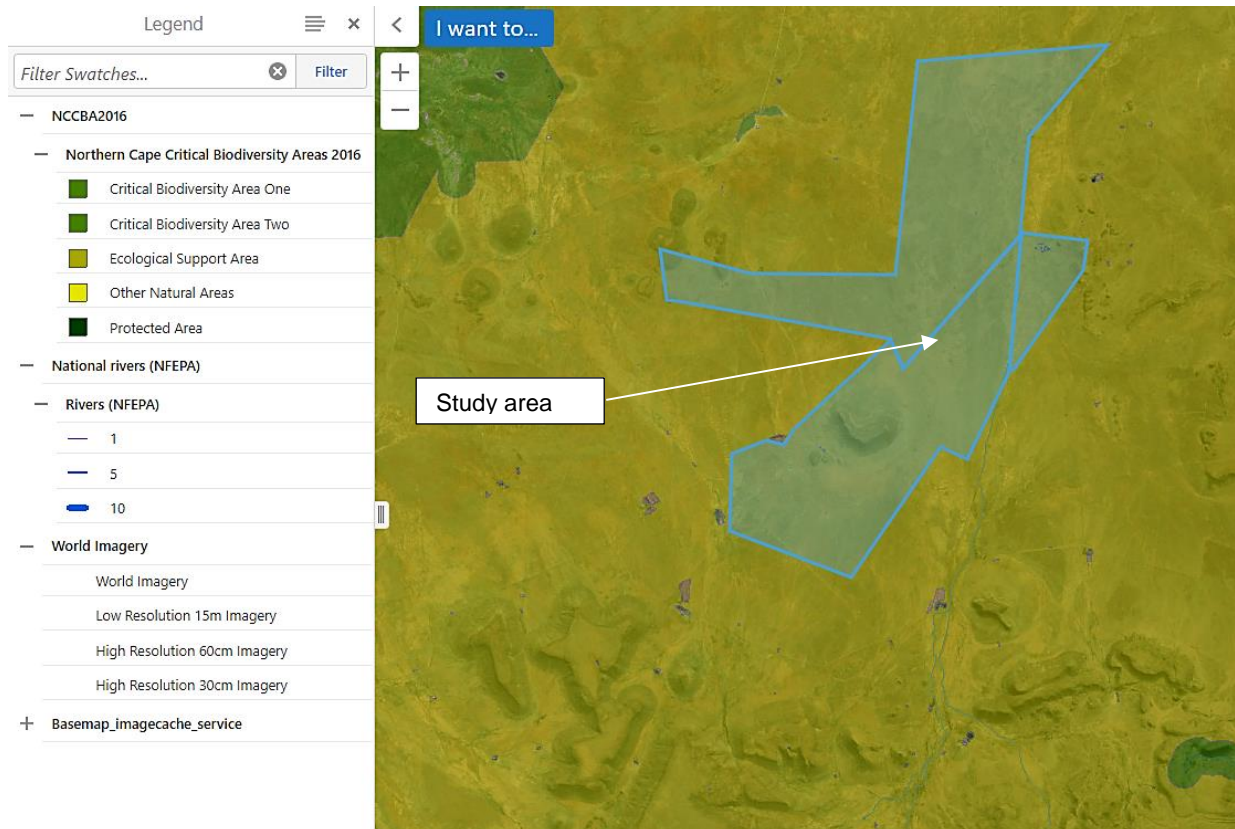 Legend
I want to...
Filter Swatches...
Filter
NCCBA2016
Northern Cape Critical Biodiversity Areas 2016
Critical Biodiversity Area One
Critical Biodiversity Area Two
Ecological Support Area
Other Natural Areas
Protected Area
National rivers (NFEPA)
Rivers (NFEPA)
1
5
10
World Imagery
World Imagery
Low Resolution 15m Imagery
High Resolution 60cm Imagery
High Resolution 30cm Imagery
Basemap_imagecache_service
Study area